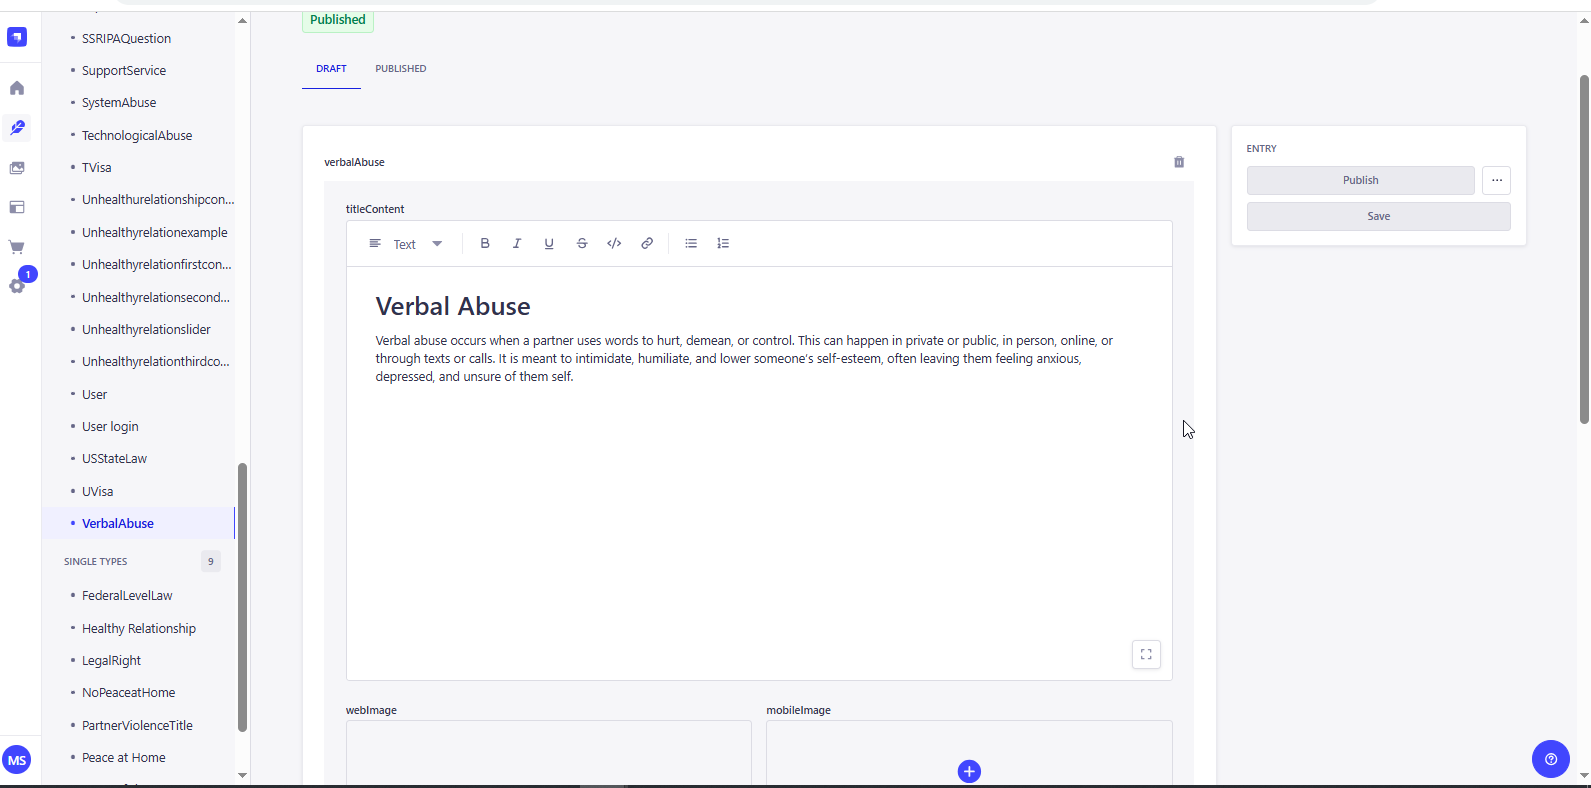 SSRIPAQuestion
SupportService
SystemAbuse
TechnologicalAbuse
TVisa
Unhealthurelationshipcon...
Unhealthyrelationexample
Unhealthyrelationfirstcon...
Unhealthyrelationsecond...
Unhealthyrelationslider
Unhealthyrelationthirdco...
User
User login
USStateLaw
UVisa
VerbalAbuse
SINGLE TYPES 9
FederalLevelLaw
Healthy Relationship
LegalRight
NoPeaceatHome
PartnerViolenceTitle
Peace at Home
1
MS
Published
DRAFT PUBLISHED
verbalAbuse
titleContent
Text B I U S </>
Verbal Abuse
Verbal abuse occurs when a partner uses words to hurt, demean, or control. This can happen in private or public, in person, online, or
through texts or calls. It is meant to intimidate, humiliate, and lower someone's self-esteem, often leaving them feeling anxious,
depressed, and unsure of them self.
webImage mobileImage
ENTRY
Publish ...
Save